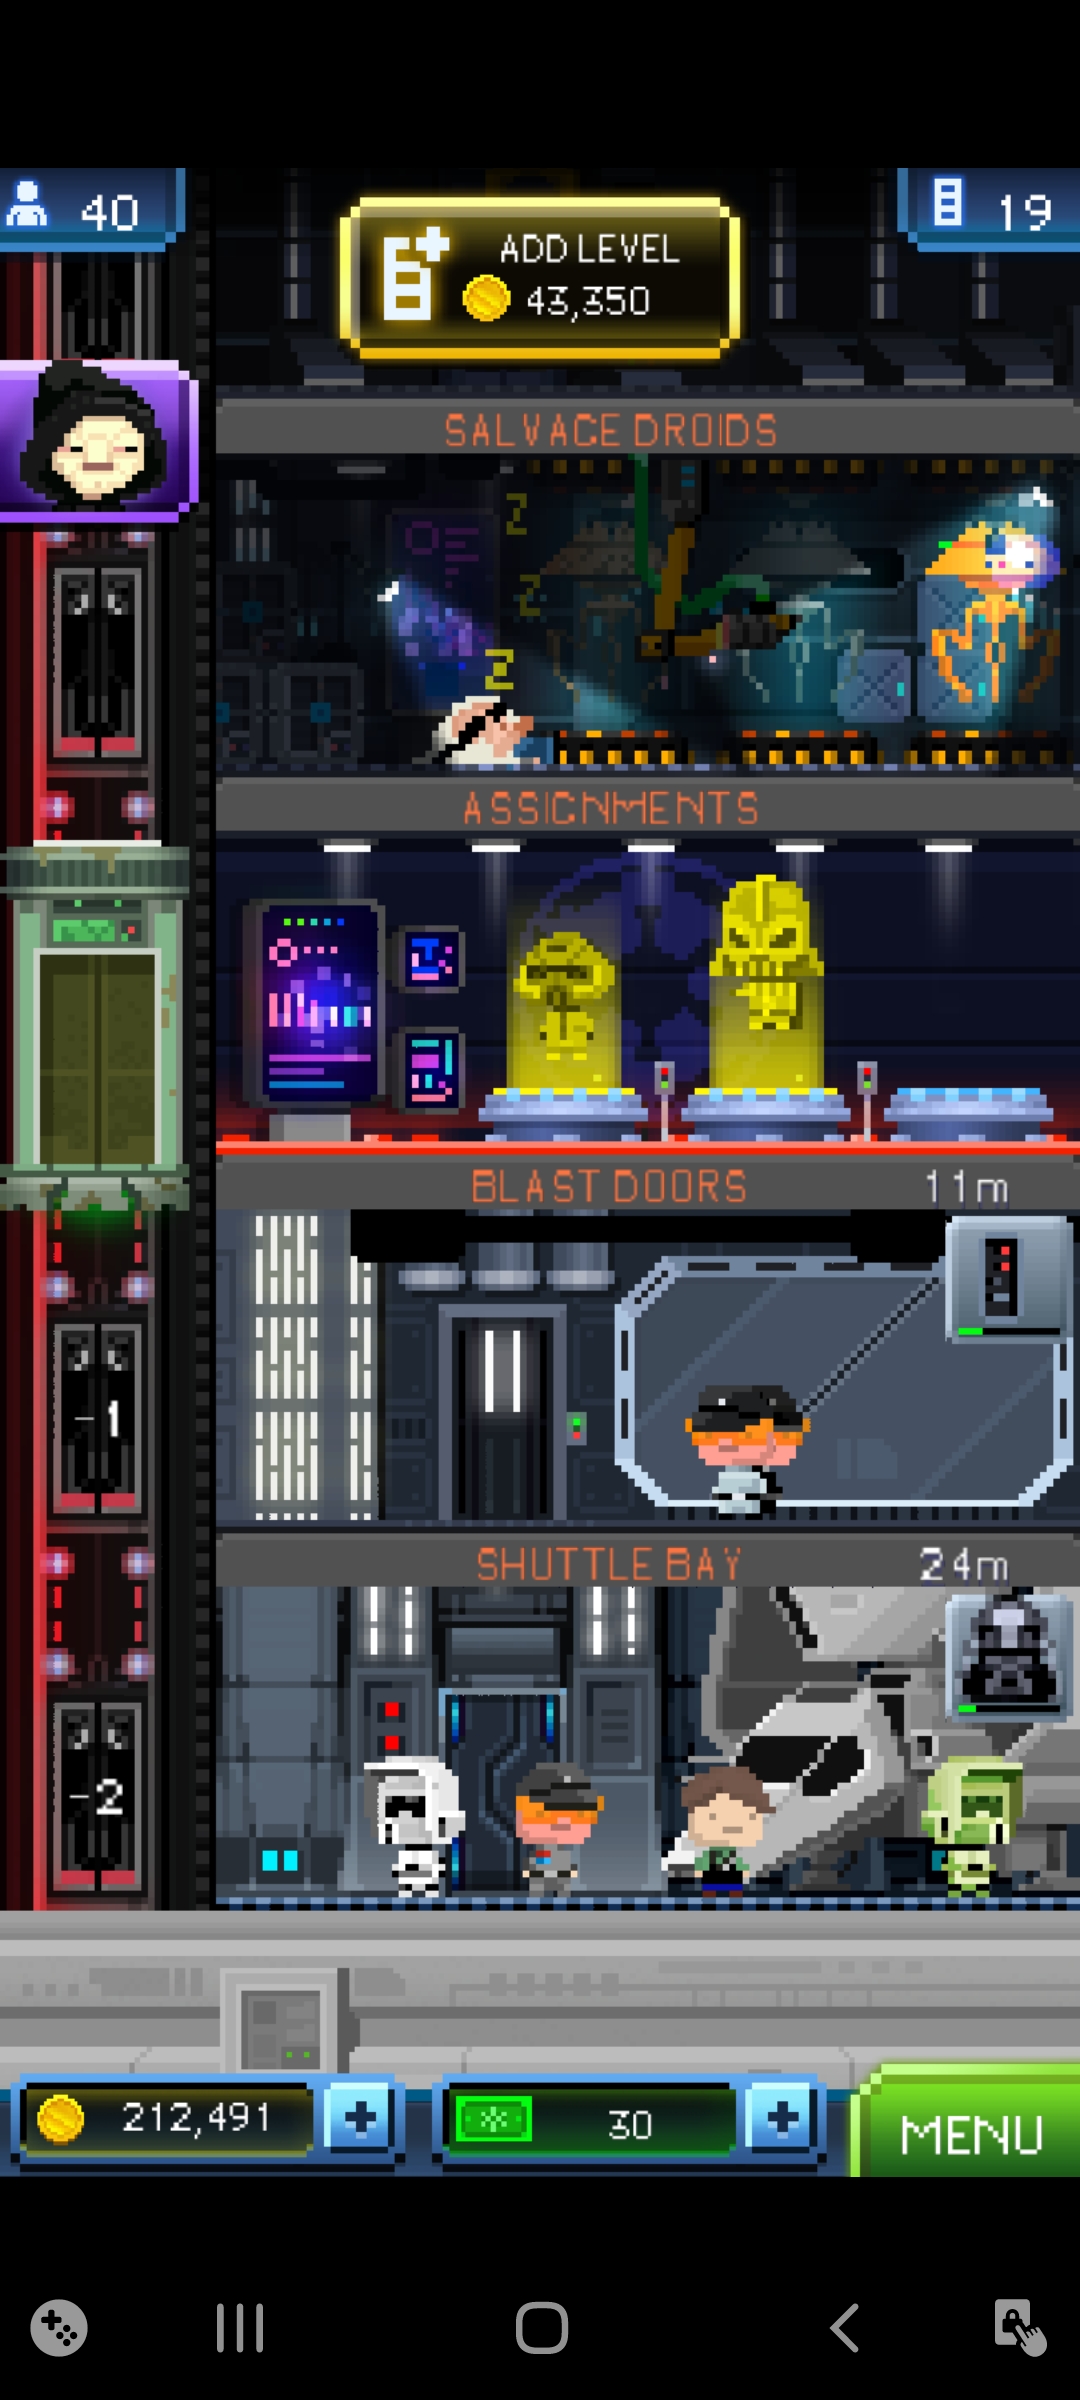 40
ADD LEVEL
43,350
19
SALVAGE DROIDS
Z
Z
Z
ASSIGNMENTS
BLAST DOORS 11m
-1
SHUTTLE BAY 24m
-2
212,491
30
MENU